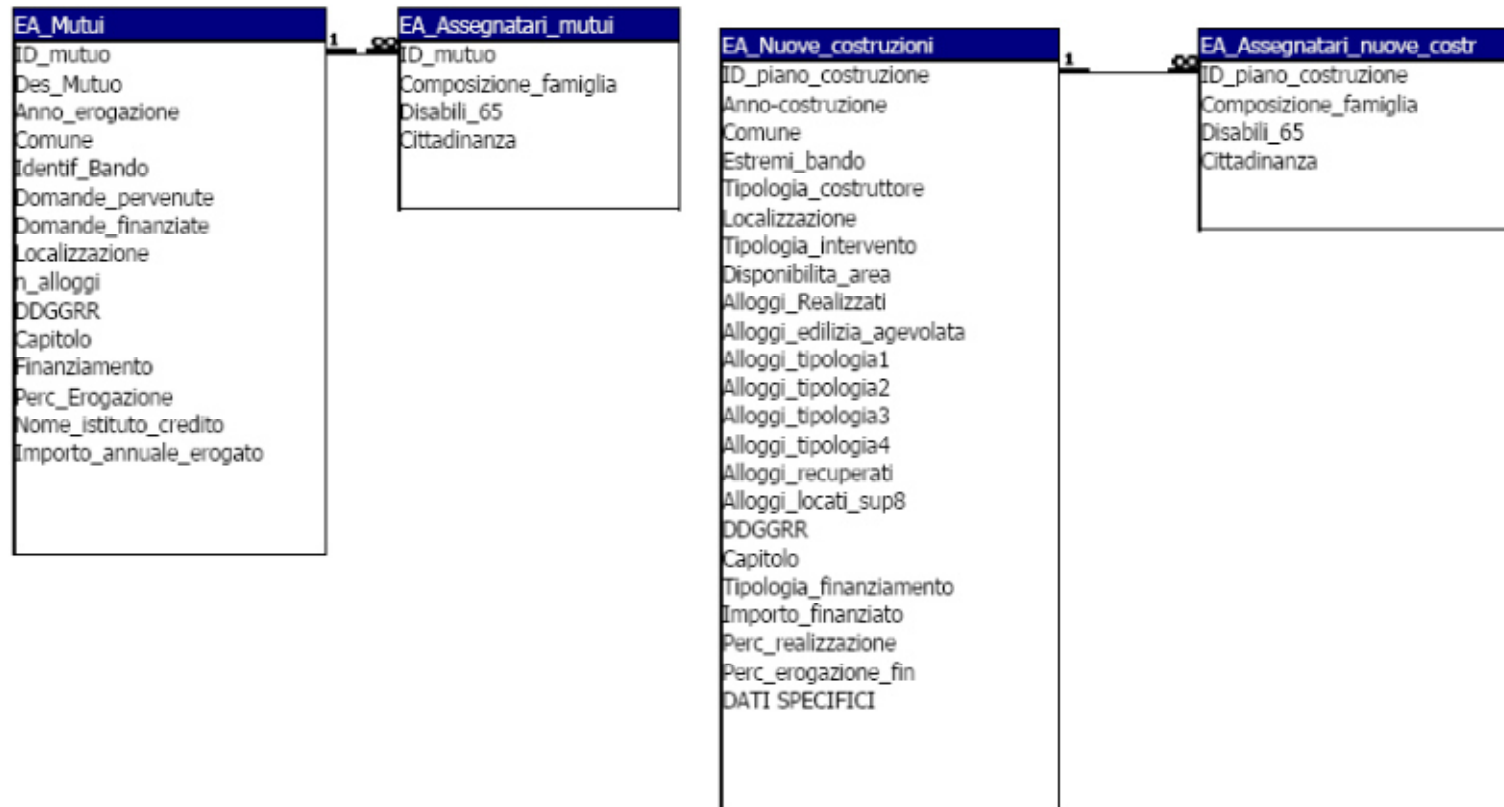 EA_Mutui
ID_mutuo
Des_Mutuo
Anno_erogazione
Comune
Identif_Bando
Domande_pervenute
Domande_finanziate
Localizzazione
n_alloggi
DDGGRR
Capitolo
Finanziamento
Perc_Erogazione
Nome_istituto_credito
Importo_annuale_erogato
1 ∞
EA_Assegnatari_mutui
ID_mutuo
Composizione_famiglia
Disabili_65
Cittadinanza
EA_Nuove_costruzioni
ID_piano_costruzione
Anno-costruzione
Comune
Estremi_bando
Tipologia_costruttore
Localizzazione
Tipologia_intervento
Disponibilita_area
Alloggi_Realizzati
Alloggi_edilizia_agevolata
Alloggi_tipologia1
Alloggi_tipologia2
Alloggi_tipologia3
Alloggi_tipologia4
Alloggi_recuperati
Alloggi_locati_sup8
DDGGRR
Capitolo
Tipologia_finanziamento
Importo_finanziato
Perc_realizzazione
Perc_erogazione_fin
DATI SPECIFICI
1 ∞
EA_Assegnatari_nuove_costr
ID_piano_costruzione
Composizione_famiglia
Disabili_65
Cittadinanza